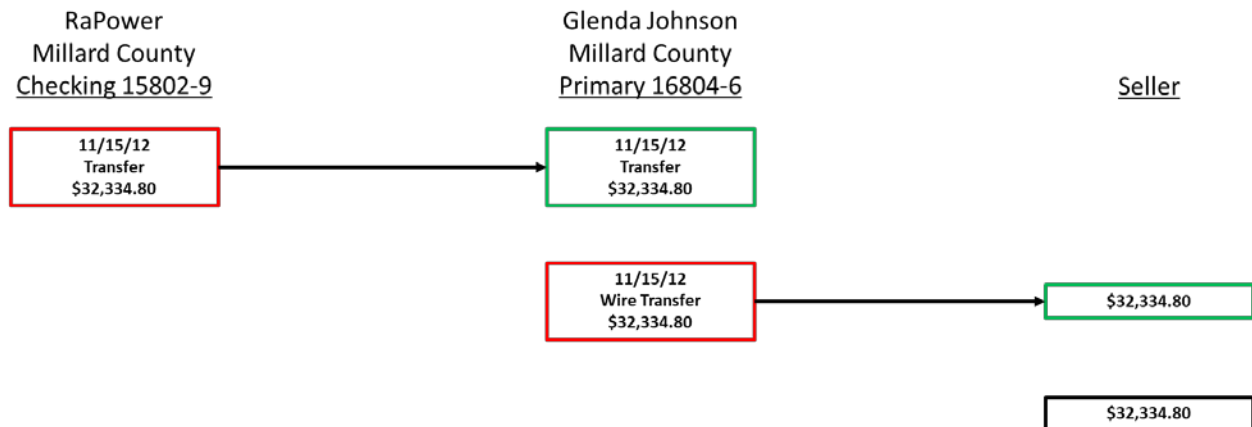 RaPower
Millard County
Checking 15802-9
Glenda Johnson
Millard County
Primary 16804-6
Seller
11/15/12
Transfer
$32,334.80
11/15/12
Transfer
$32,334.80
11/15/12
Wire Transfer
$32,334.80
$32,334.80
$32,334.80